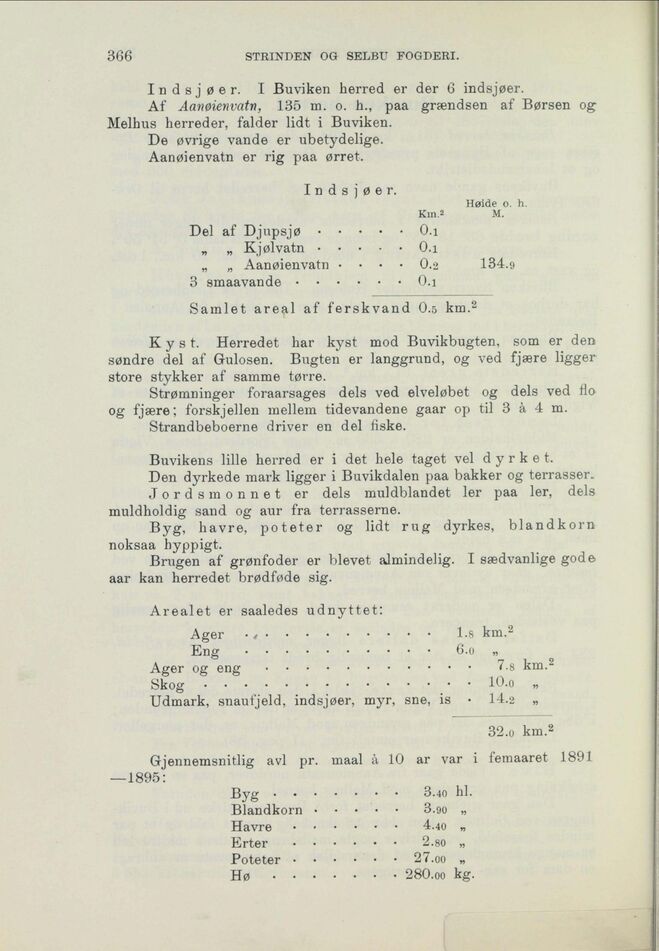 366 STRINDEN OG SELBU FOGDERI.
Indsjøer. I Buviken herred er der 6 indsjøer.
Af Aanøienvatn, 135 m. o. h., paa grændsen af Børsen og
Melhus herreder, falder lidt i Buviken.
De øvrige vande er ubetydelige.
Aanøienvatn er rig paa ørret.
Indsjøer.
Høide o. h.
Km.² M.
Del af Djupsjø . . . . . 0.1
„ „ Kjølvatn . . . . . 0.1
„ „ Aanøienvatn . . . . 0.2 134.9
3 smaavande . . . . . . 0.1
Samlet areal af ferskvand 0.5 km.²
Kyst. Herredet har kyst mod Buvikbugten, som er den
søndre del af Gulosen. Bugten er langgrund, og ved fjære ligger
store stykker af samme tørre.
Strømninger foraarsages dels ved elveløbet og dels ved flo
og fjære; forskjellen mellem tidevandene gaar op til 3 à 4 m.
Strandbeboerne driver en del fiske.
Buvikens lille herred er i det hele taget vel dyrket.
Den dyrkede mark ligger i Buvikdalen paa bakker og terrasser.
Jordsmonnet er dels muldblandet ler paa ler, dels
muldholdig sand og aur fra terrasserne.
Byg, havre, poteter og lidt rug dyrkes, blandkorn
noksaa hyppigt.
Brugen af grønfoder er blevet almindelig. I sædvanlige gode
aar kan herredet brødføde sig.
Arealet er saaledes udnyttet:
Ager . . . . . . . . . . 1.8 km.²
Eng . . . . . . . . . . 6.0 „
Ager og eng . . . . . . . . . . . 7.8 km.²
Skog . . . . . . . . . . . . . . 10.0 „
Udmark, snaufjeld, indsjøer, myr, sne, is . 14.2 „
32.0 km.²
Gjennemsnitlig avl pr. maal à 10 ar var i femaaret 1891
—1895:
Byg . . . . . . . 3.40 hl.
Blandkorn . . . . . 3.90 „
Havre . . . . . . 4.40 „
Erter . . . . . . 2.80 „
Poteter . . . . . . 27.00 „
Hø . . . . . . . 280.00 kg.